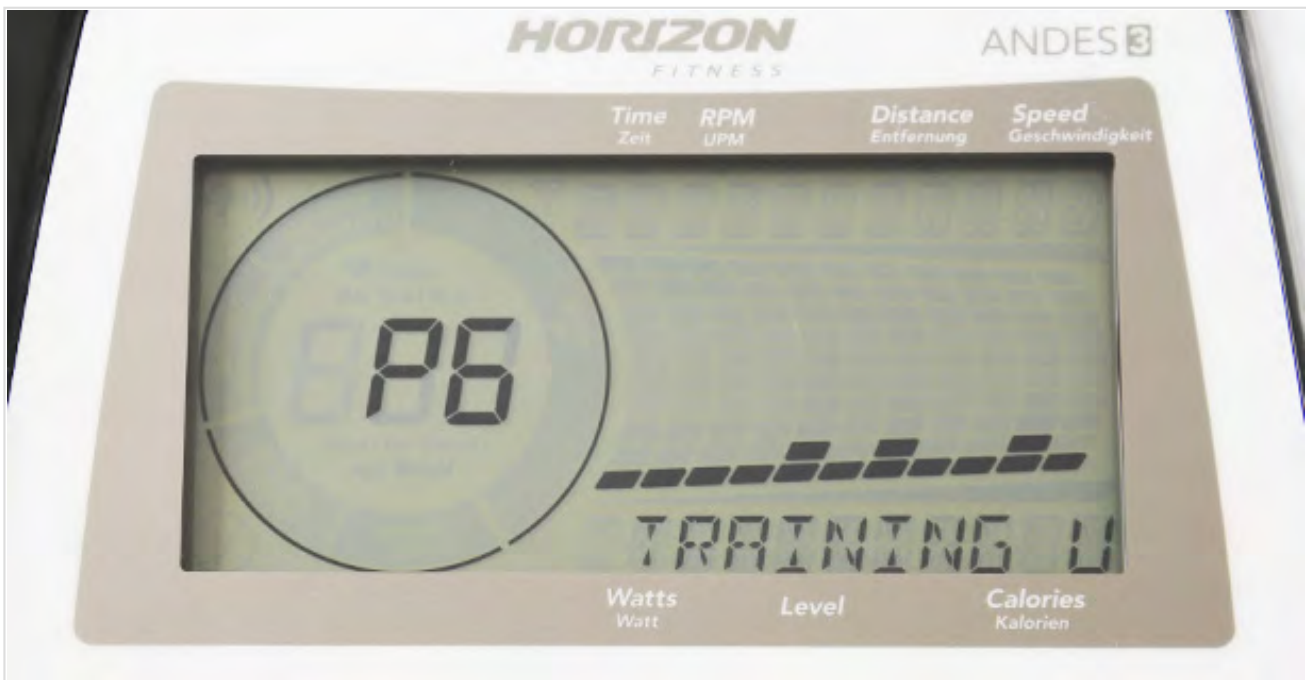 HORIZON
FITNESS
ANDES 3
Time RPM Distance Speed
Zeit UPM Entfernung Geschwindigkeit
P6
TRAINING U
Watts Level Calories
Watt Kalorien